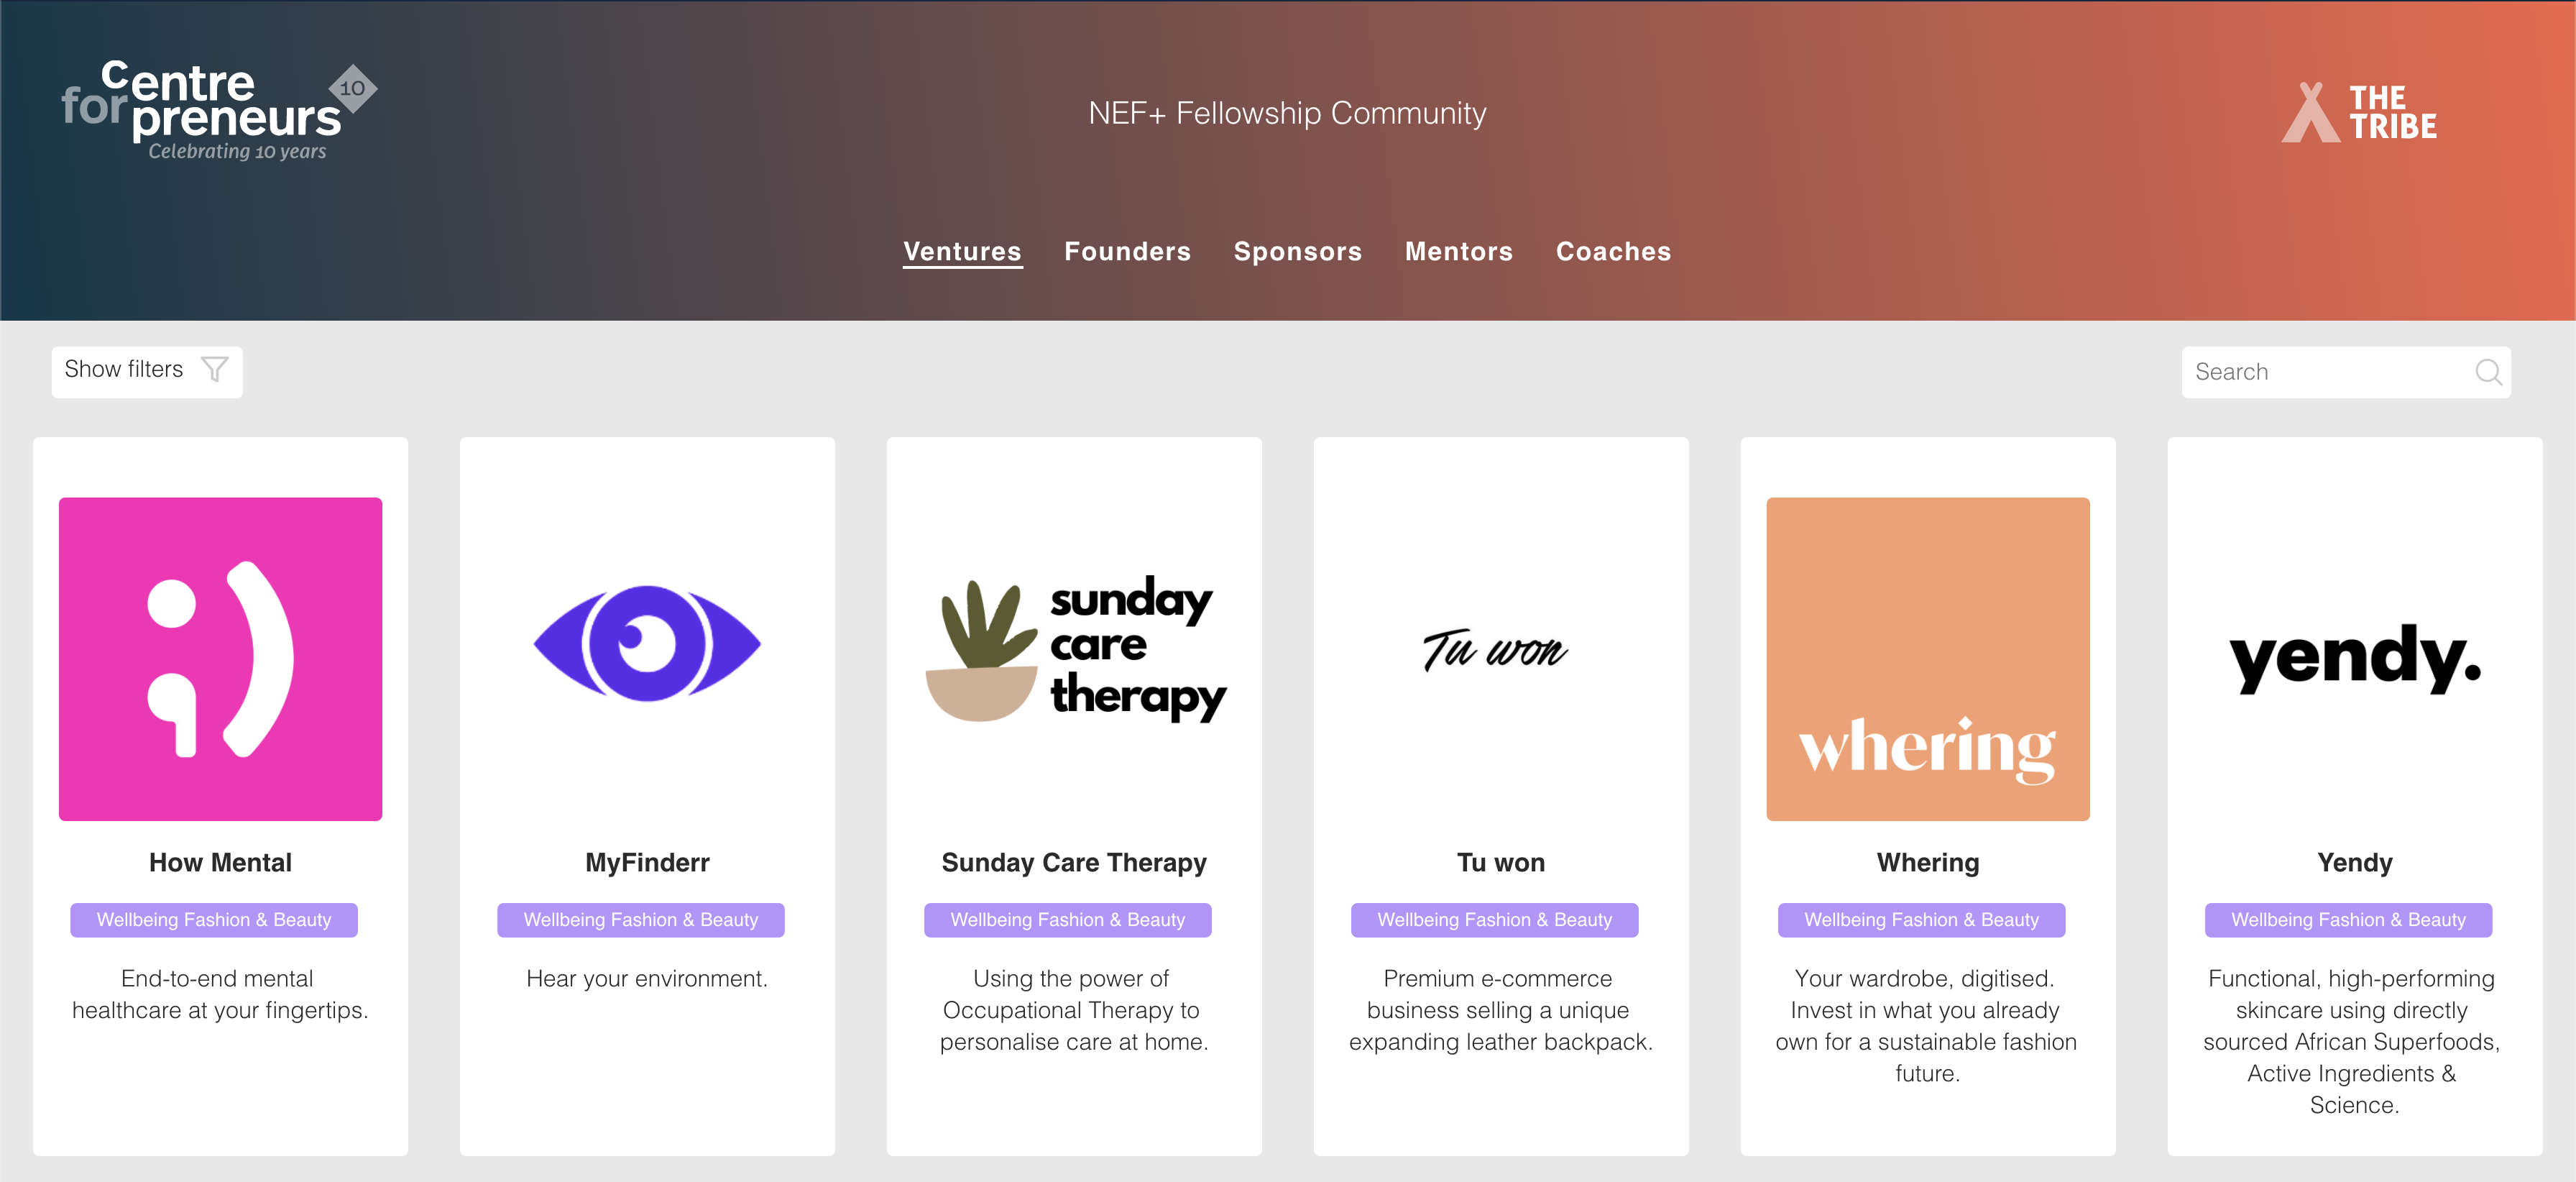 for Centre preneurs 10
Celebrating 10 years
NEF+ Fellowship Community
THE
TRIBE
Ventures Founders Sponsors Mentors Coaches
Show filters
Search
sunday
care
therapy
Tu won
whering
yendy.
How Mental
Wellbeing Fashion & Beauty
End-to-end mental
healthcare at your fingertips.
MyFinderr
Wellbeing Fashion & Beauty
Hear your environment.
Sunday Care Therapy
Wellbeing Fashion & Beauty
Using the power of
Occupational Therapy to
personalise care at home.
Tu won
Wellbeing Fashion & Beauty
Premium e-commerce
business selling a unique
expanding leather backpack.
Whering
Wellbeing Fashion & Beauty
Your wardrobe, digitised.
Invest in what you already
own for a sustainable fashion
future.
Yendy
Wellbeing Fashion & Beauty
Functional, high-performing
skincare using directly
sourced African Superfoods,
Active Ingredients &
Science.